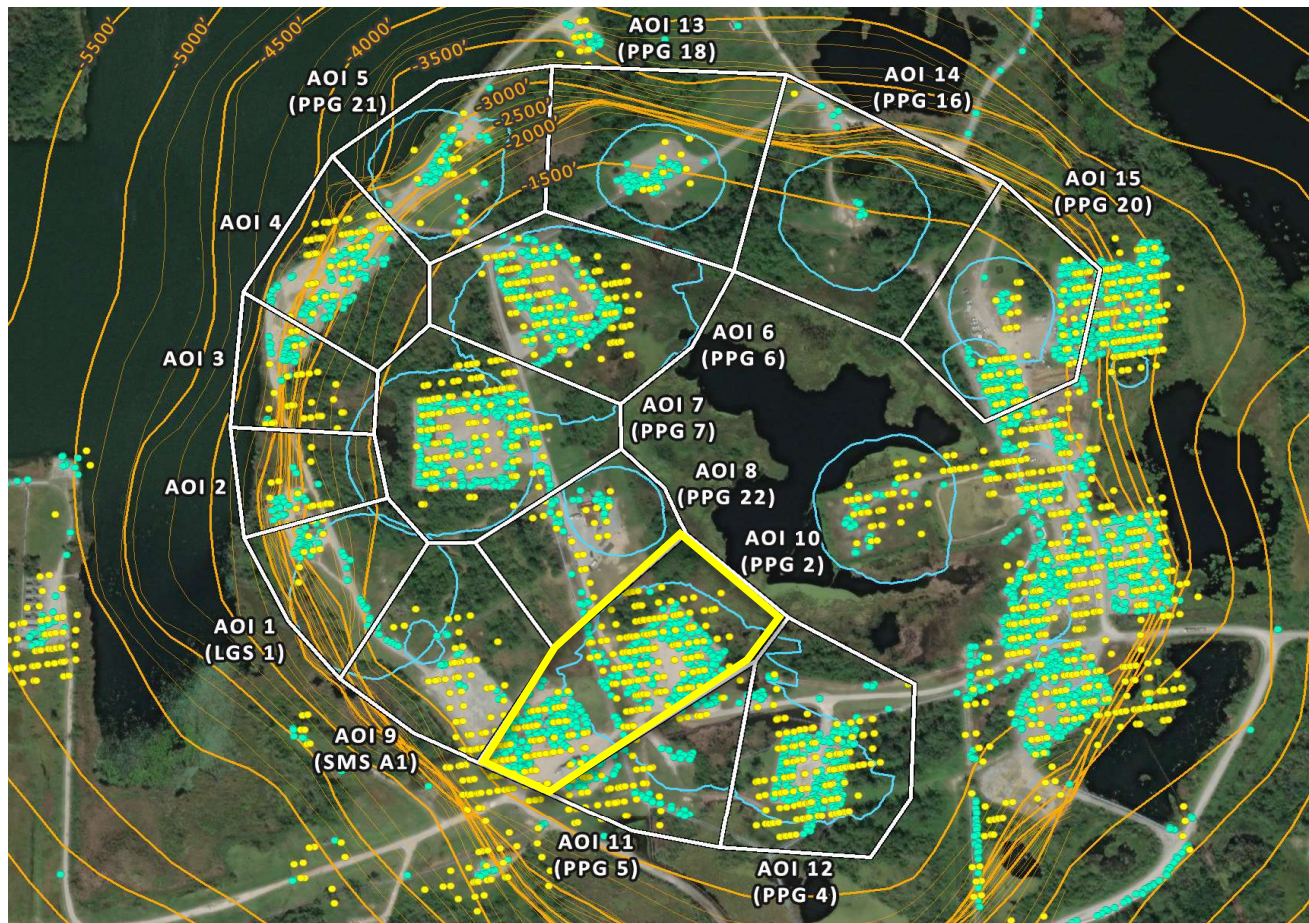 -5500'
-5000'
-4500'
-4000'
-3500'
-3000'
-2500'
-2000'
-1500'
AOI 13
(PPG 18)
AOI 5
(PPG 21)
AOI 14
(PPG 16)
AOI 15
(PPG 20)
AOI 4
AOI 3
AOI 6
(PPG 6)
AOI 7
(PPG 7)
AOI 2
AOI 8
(PPG 22)
AOI 10
(PPG 2)
AOI 1
(LGS 1)
AOI 9
(SMS A1)
AOI 11
(PPG 5)
AOI 12
(PPG 4)